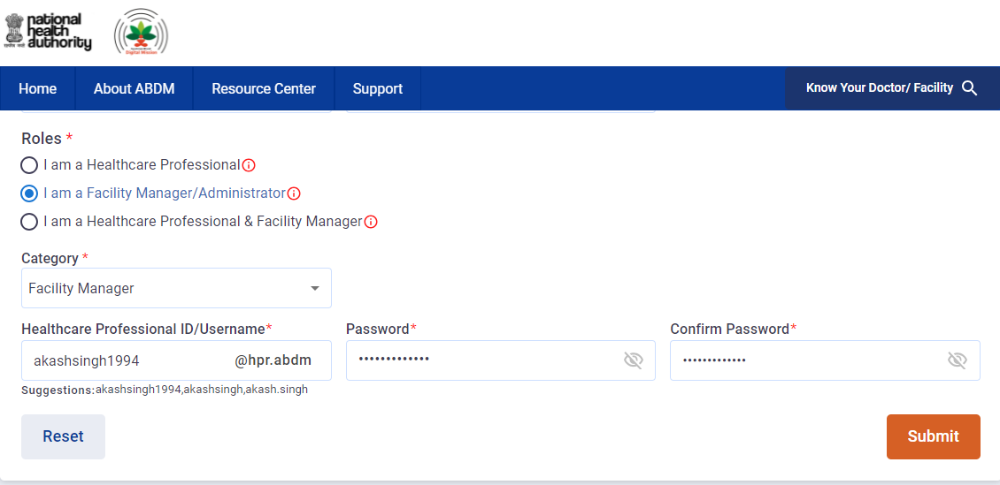 national
health
authority
Digital Mission
Home About ABDM Resource Center Support Know Your Doctor/ Facility
Roles *
I am a Healthcare Professional
I am a Facility Manager/Administrator
I am a Healthcare Professional & Facility Manager
Category *
Facility Manager
Healthcare Professional ID/Username* Password* Confirm Password*
akashsingh1994 @hpr.abdm ••••••••••••• •••••••••••••
Suggestions:akashsingh1994,akashsingh,akash.singh
Reset Submit